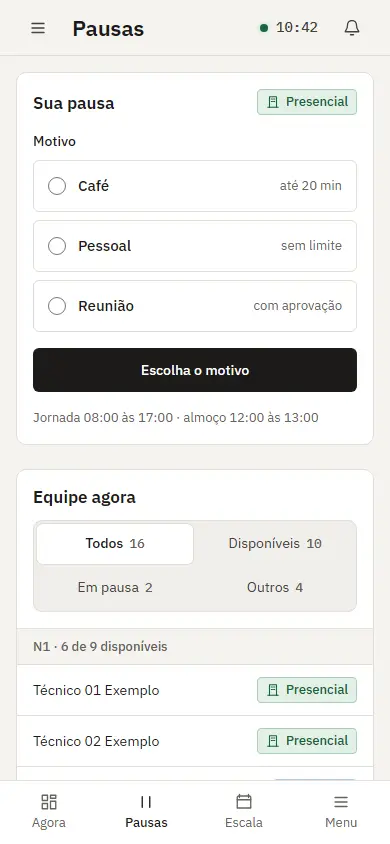 Pausas
10:42
Sua pausa
Presencial
Motivo
Café
até 20 min
Pessoal
sem limite
Reunião
com aprovação
Escolha o motivo
Jornada 08:00 às 17:00 · almoço 12:00 às 13:00
Equipe agora
Todos 16
Disponíveis 10
Em pausa 2
Outros 4
N1 · 6 de 9 disponíveis
Técnico 01 Exemplo
Presencial
Técnico 02 Exemplo
Presencial
Agora
Pausas
Escala
Menu